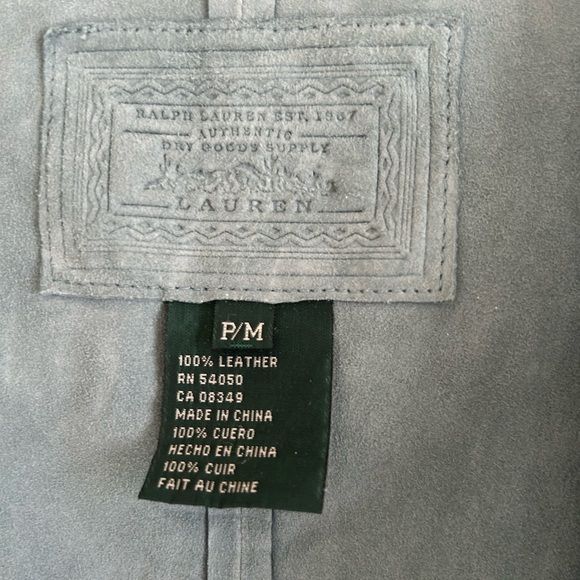 RALPH LAUREN EST. 1967
AUTHENTIC
DRY GOODS SUPPLY
LAUREN
P/M
100% LEATHER
RN 54050
CA 08349
MADE IN CHINA
100% CUERO
HECHO EN CHINA
100% CUIR
FAIT AU CHINE